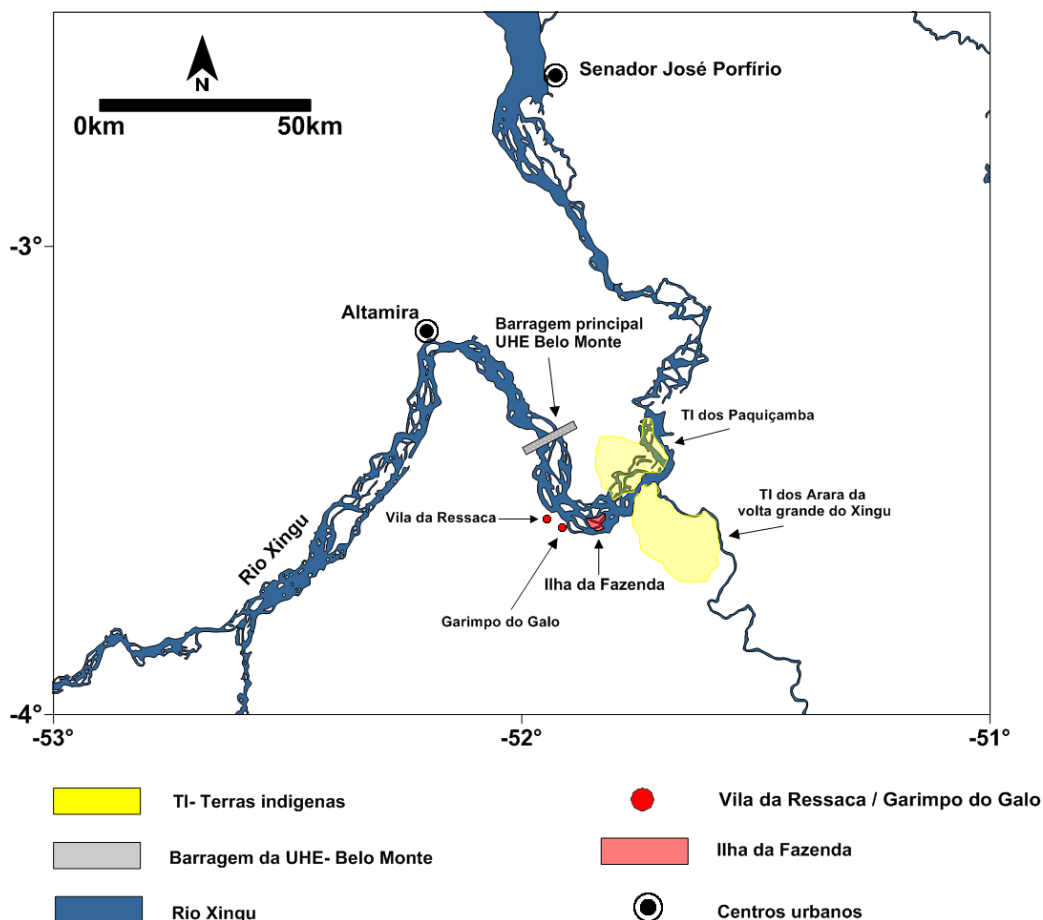 Senador José Porfírio
N
0km
50km
-3°
Altamira
Barragem principal
UHE Belo Monte
TI dos Paquiçamba
TI dos Arara da
volta grande do Xingu
Vila da Ressaca
Rio Xingu
Ilha da Fazenda
Garimpo do Galo
-4°
-53°
-52°
-51°
TI- Terras indigenas
Vila da Ressaca / Garimpo do Galo
Barragem da UHE- Belo Monte
Ilha da Fazenda
Rio Xingu
Centros urbanos